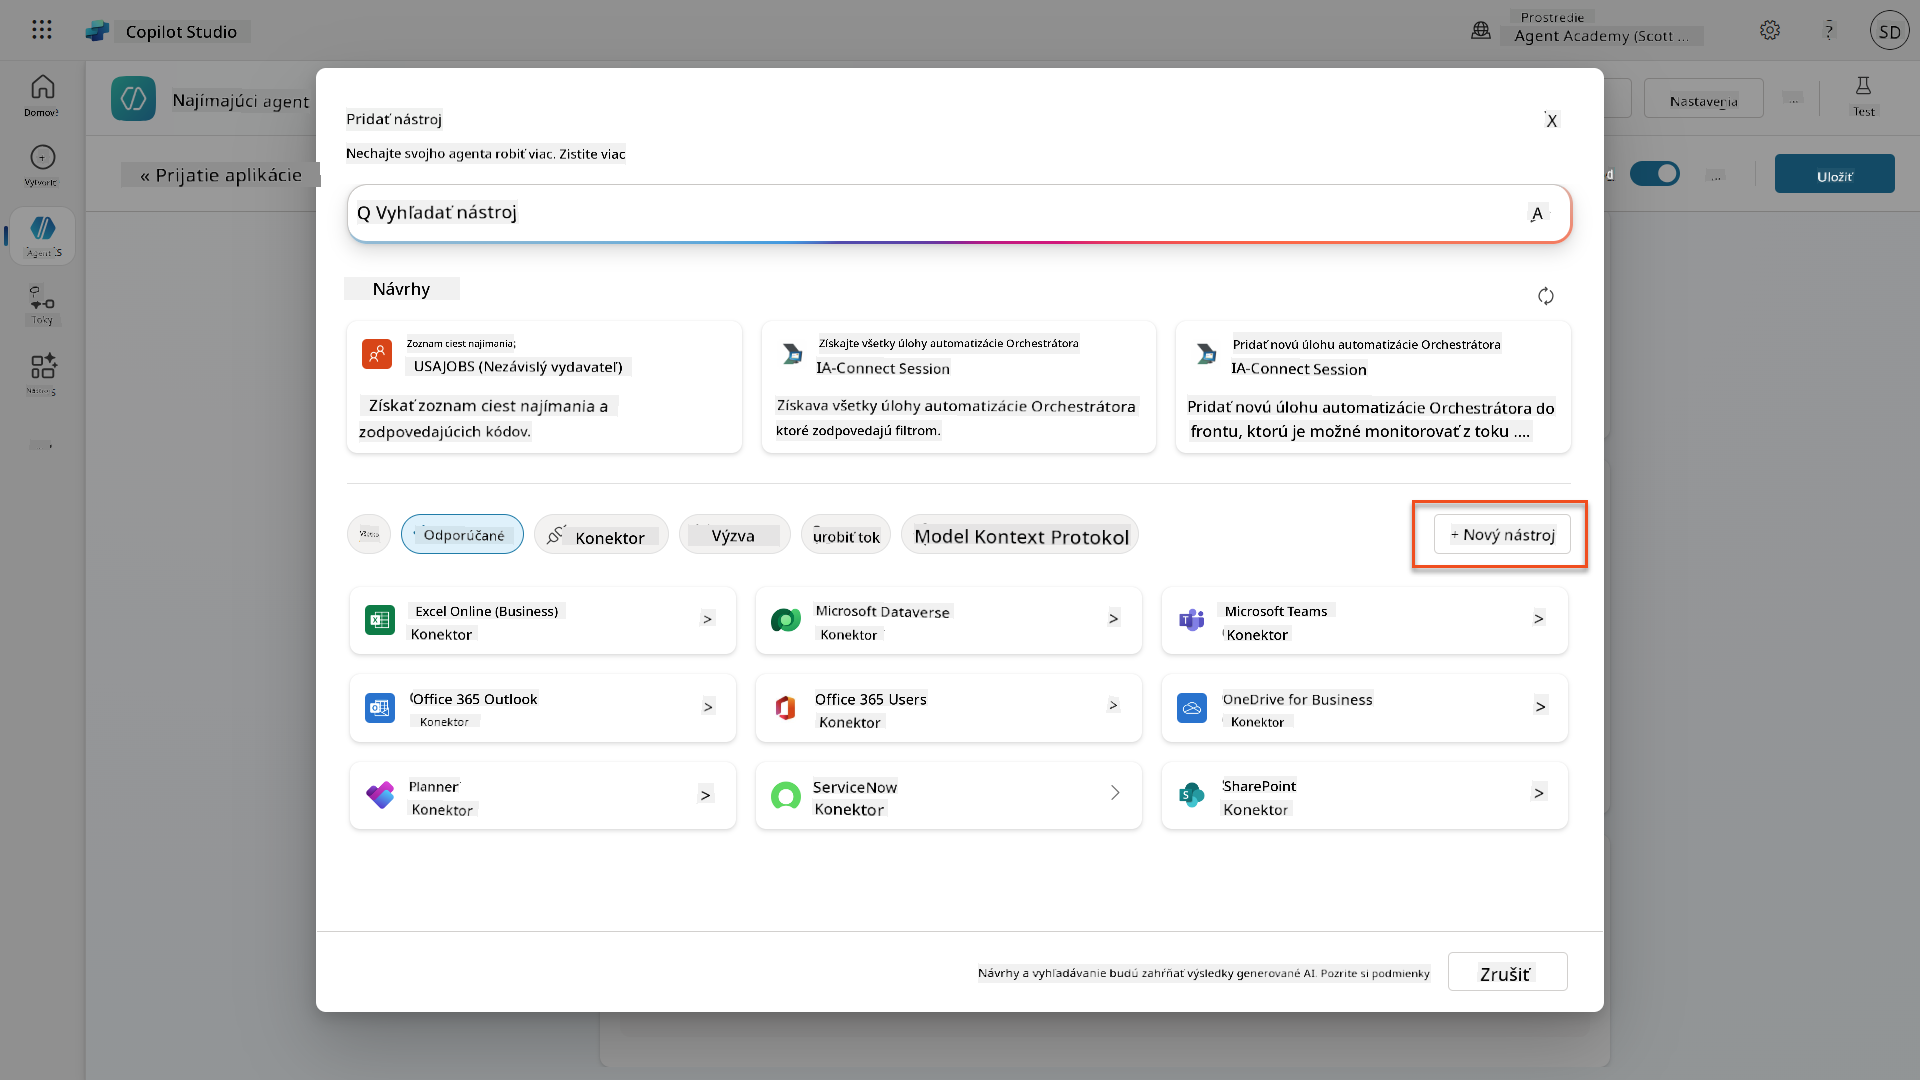 Copilot Studio
Prostredie
Agent Academy (Scott ...
?
SD
Domov
Najímajúci agent
Nastavenia
...
Test
« Prijatie aplikácie
...
Uložiť
Toky
Pridať nástroj
X
Nechajte svojho agenta robiť viac. Zistite viac
Q Vyhľadať nástroj
A
Návrhy
Zoznam ciest najímania;
USAJOBS (Nezávislý vydavateľ)
Získať zoznam ciest najímania a
zodpovedajúcich kódov.
Získajte všetky úlohy automatizácie Orchestrátora
IA-Connect Session
Získava všetky úlohy automatizácie Orchestrátora
ktoré zodpovedajú filtrom.
Pridať novú úlohu automatizácie Orchestrátora
IA-Connect Session
Pridať novú úlohu automatizácie Orchestrátora do
frontu, ktorú je možné monitorovať z toku ....
Odporúčané
Konektor
Výzva
urobiť tok
Model Kontext Protokol
+ Nový nástroj
Excel Online (Business)
Konektor
>
Microsoft Dataverse
Konektor
>
Microsoft Teams
Konektor
>
Office 365 Outlook
Konektor
>
Office 365 Users
Konektor
>
OneDrive for Business
Konektor
>
Planner
Konektor
>
ServiceNow
Konektor
SharePoint
Konektor
>
Návrhy a vyhľadávanie budú zahŕňať výsledky generované AI. Pozrite si podmienky
Zrušiť